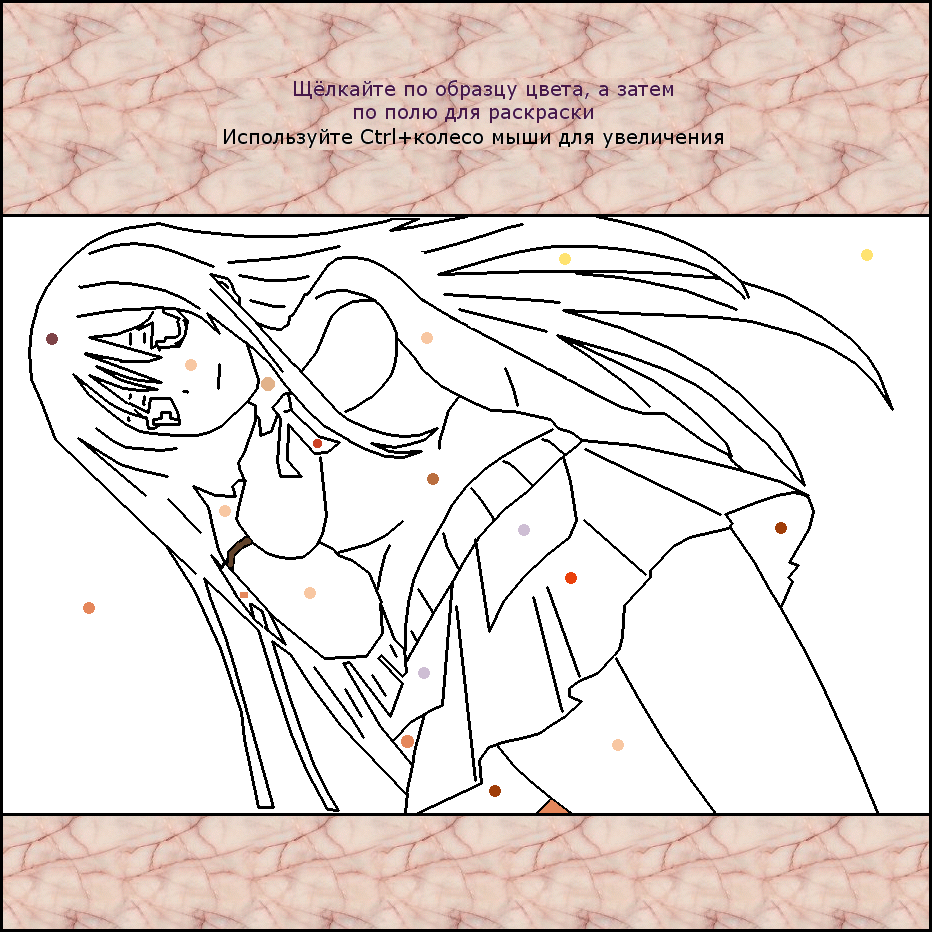 Щёлкайте по образцу цвета, а затем
по полю для раскраски
Используйте Ctrl+колесо мыши для увеличения